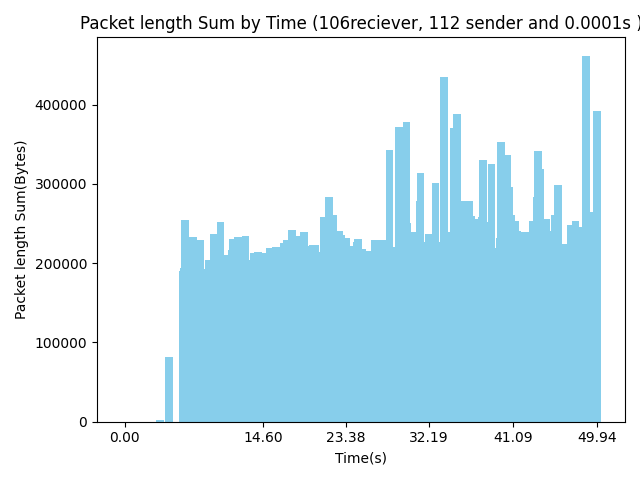 Packet length Sum by Time (106reciever, 112 sender and 0.0001s )
Packet length Sum(Bytes)
400000
300000
200000
100000
0
0.00 14.60 23.38 32.19 41.09 49.94
Time(s)